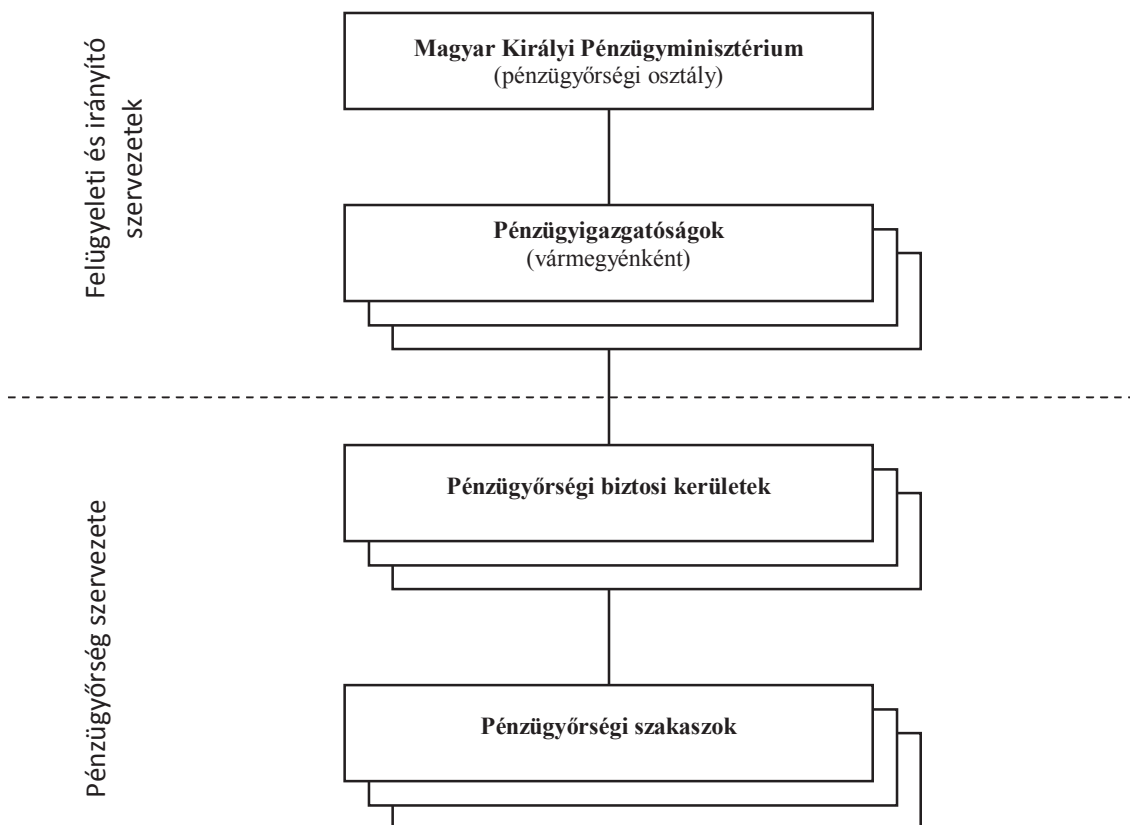 Felügyeleti és irányító
szervezetek
Magyar Királyi Pénzügyminisztérium
(pénzügyőrségi osztály)
Pénzügyigazgatóságok
(vármegyénként)
Pénzügyőrség szervezete
Pénzügyőrségi biztosi kerületek
Pénzügyőrségi szakaszok